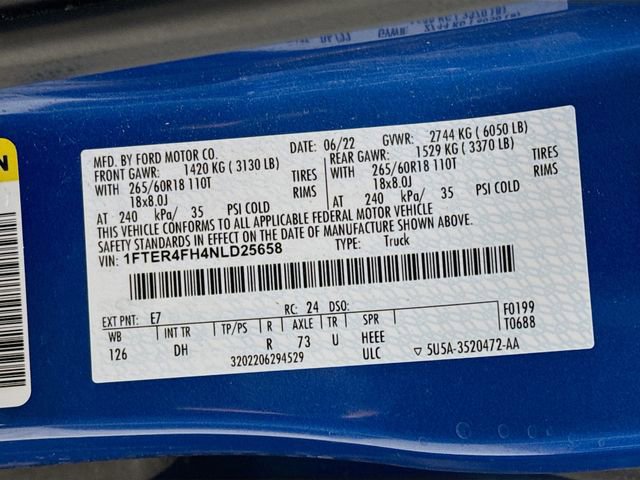 MFD. BY FORD MOTOR CO.
DATE: 06/22 GVWR: 2744 KG ( 6050 LB)
FRONT GAWR: 1420 KG ( 3130 LB) REAR GAWR: 1529 KG ( 3370 LB)
WITH 265/60R18 110T TIRES WITH 265/60R18 110T TIRES
18x8.0J RIMS 18x8.0J RIMS
AT 240 kPa/ 35 PSI COLD AT 240 kPa/ 35 PSI COLD
THIS VEHICLE CONFORMS TO ALL APPLICABLE FEDERAL MOTOR VEHICLE
SAFETY STANDARDS IN EFFECT ON THE DATE OF MANUFACTURE SHOWN ABOVE.
VIN: 1FTER4FH4NLD25658 TYPE: Truck
EXT PNT: E7 RC: 24 DSO: F0199
WB INT TR TP/PS R AXLE TR SPR T0688
126 DH R 73 U HEEE
3202206294529 ULC ▽ 5U5A-3520472-AA
N